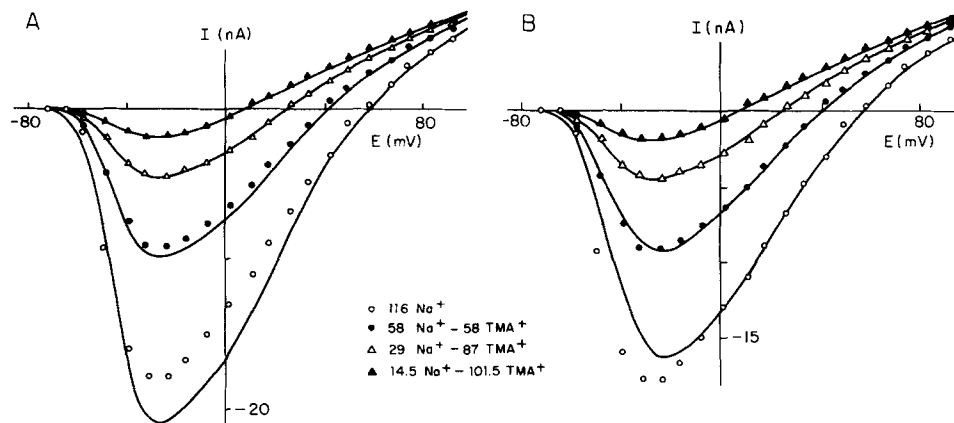 A
I (nA)
-80
80
E (mV)
-20
B
I (nA)
-80
80
E (mV)
-15
116 Na⁺
58 Na⁺ - 58 TMA⁺
29 Na⁺ - 87 TMA⁺
14.5 Na⁺ - 101.5 TMA⁺